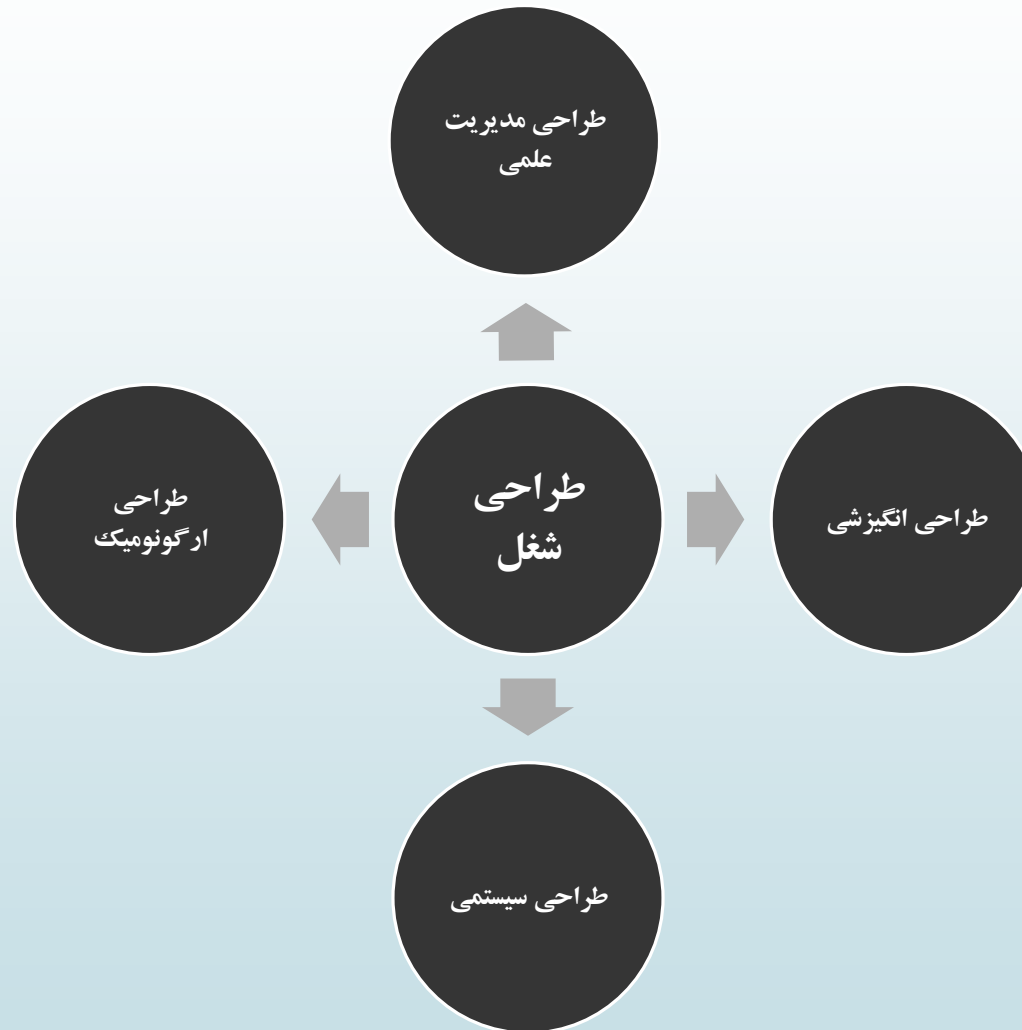 طراحی مدیریت
علمی
طراحی
شغل
طراحی انگیزشی
طراحی
ارگونومیک
طراحی سیستمی